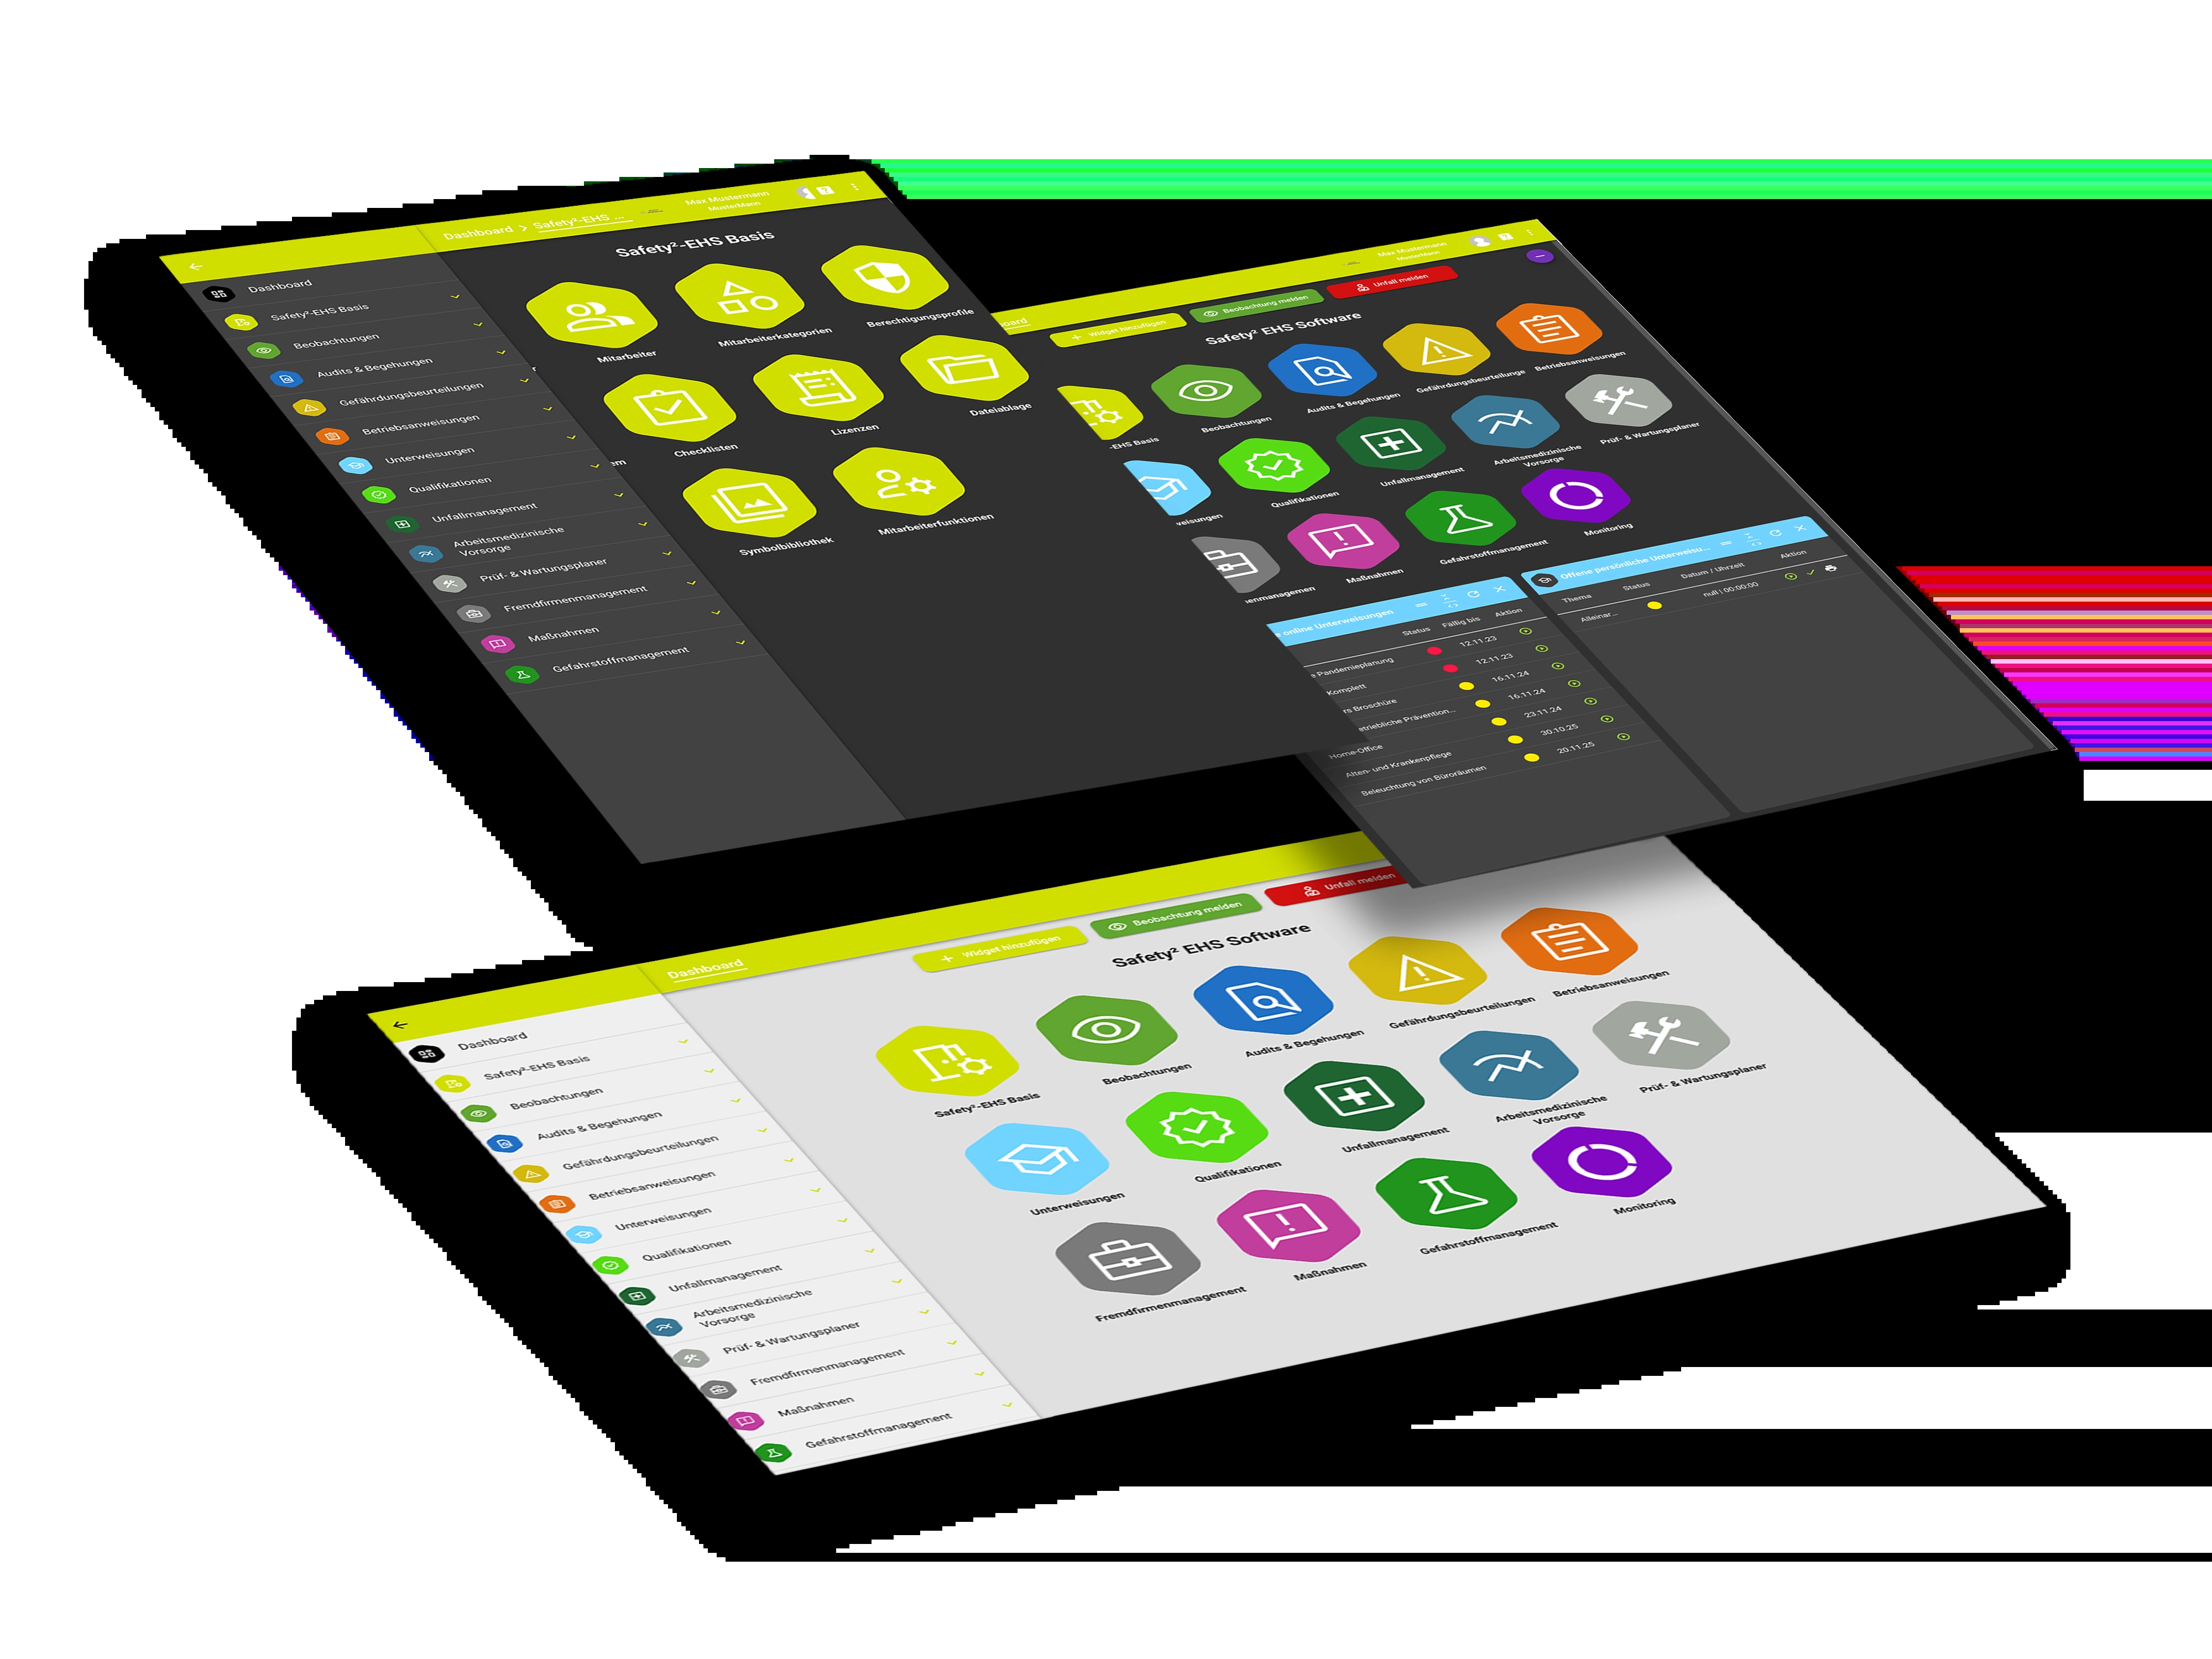 Dashboard > Safety²-EHS ...
Max Mustermann
MusterMann
Dashboard
Safety²-EHS Basis
Beobachtungen
Audits & Begehungen
Gefährdungsbeurteilungen
Betriebsanweisungen
Unterweisungen
Qualifikationen
Unfallmanagement
Arbeitsmedizinische
Vorsorge
Prüf- & Wartungsplaner
Fremdfirmenmanagement
Maßnahmen
Gefahrstoffmanagement
Safety²-EHS Basis
Mitarbeiter
Mitarbeiterkategorien
Berechtigungsprofile
Checklisten
Lizenzen
Dateiablage
Symbolbibliothek
Mitarbeiterfunktionen
Max Mustermann
MusterMann
Widget hinzufügen
Beobachtung melden
Unfall melden
Safety² EHS Software
-EHS Basis
Beobachtungen
Audits & Begehungen
Gefährdungsbeurteilunge
Betriebsanweisungen
weisungen
Qualifikationen
Unfallmanagement
Arbeitsmedizinische
Vorsorge
Prüf- & Wartungsplaner
enmanagemen
Maßnahmen
Gefahrstoffmanagement
Monitoring
e online Unterweisungen
Status Fällig bis Aktion
e Pandemieplanung 12.11.23
Komplett 12.11.23
rs Broschüre 16.11.24
etriebliche Prävention... 16.11.24
Home-Office 23.11.24
Alten- und Krankenpflege 30.10.25
Beleuchtung von Büroräumen 20.11.25
Offene persönliche Unterweisu...
Thema Status Datum / Uhrzeit Aktion
Alleinar... null | 00:00:00
Dashboard
Widget hinzufügen
Beobachtung melden
Unfall melden
Dashboard
Safety²-EHS Basis
Beobachtungen
Audits & Begehungen
Gefährdungsbeurteilungen
Betriebsanweisungen
Unterweisungen
Qualifikationen
Unfallmanagement
Arbeitsmedizinische
Vorsorge
Prüf- & Wartungsplaner
Fremdfirmenmanagement
Maßnahmen
Gefahrstoffmanagement
Safety² EHS Software
Safety²-EHS Basis
Beobachtungen
Audits & Begehungen
Gefährdungsbeurteilungen
Betriebsanweisungen
Unterweisungen
Qualifikationen
Unfallmanagement
Arbeitsmedizinische
Vorsorge
Prüf- & Wartungsplaner
Fremdfirmenmanagement
Maßnahmen
Gefahrstoffmanagement
Monitoring